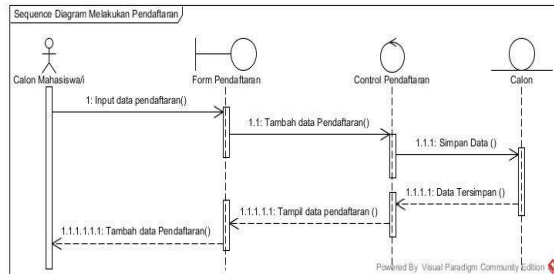 Sequence Diagram Melakukan Pendaftaran
Calon Mahasiswa/i
Form Pendaftaran
Control Pendaftaran
Calon
1: Input data pendaftaran()
1.1: Tambah data Pendaftaran()
1.1.1: Simpan Data ()
1.1.1.1: Data Tersimpan ()
1.1.1.1.1: Tampil data pendaftaran ()
1.1.1.1.1.1: Tambah data Pendaftaran()
Powered By Visual Paradigm Community Edition